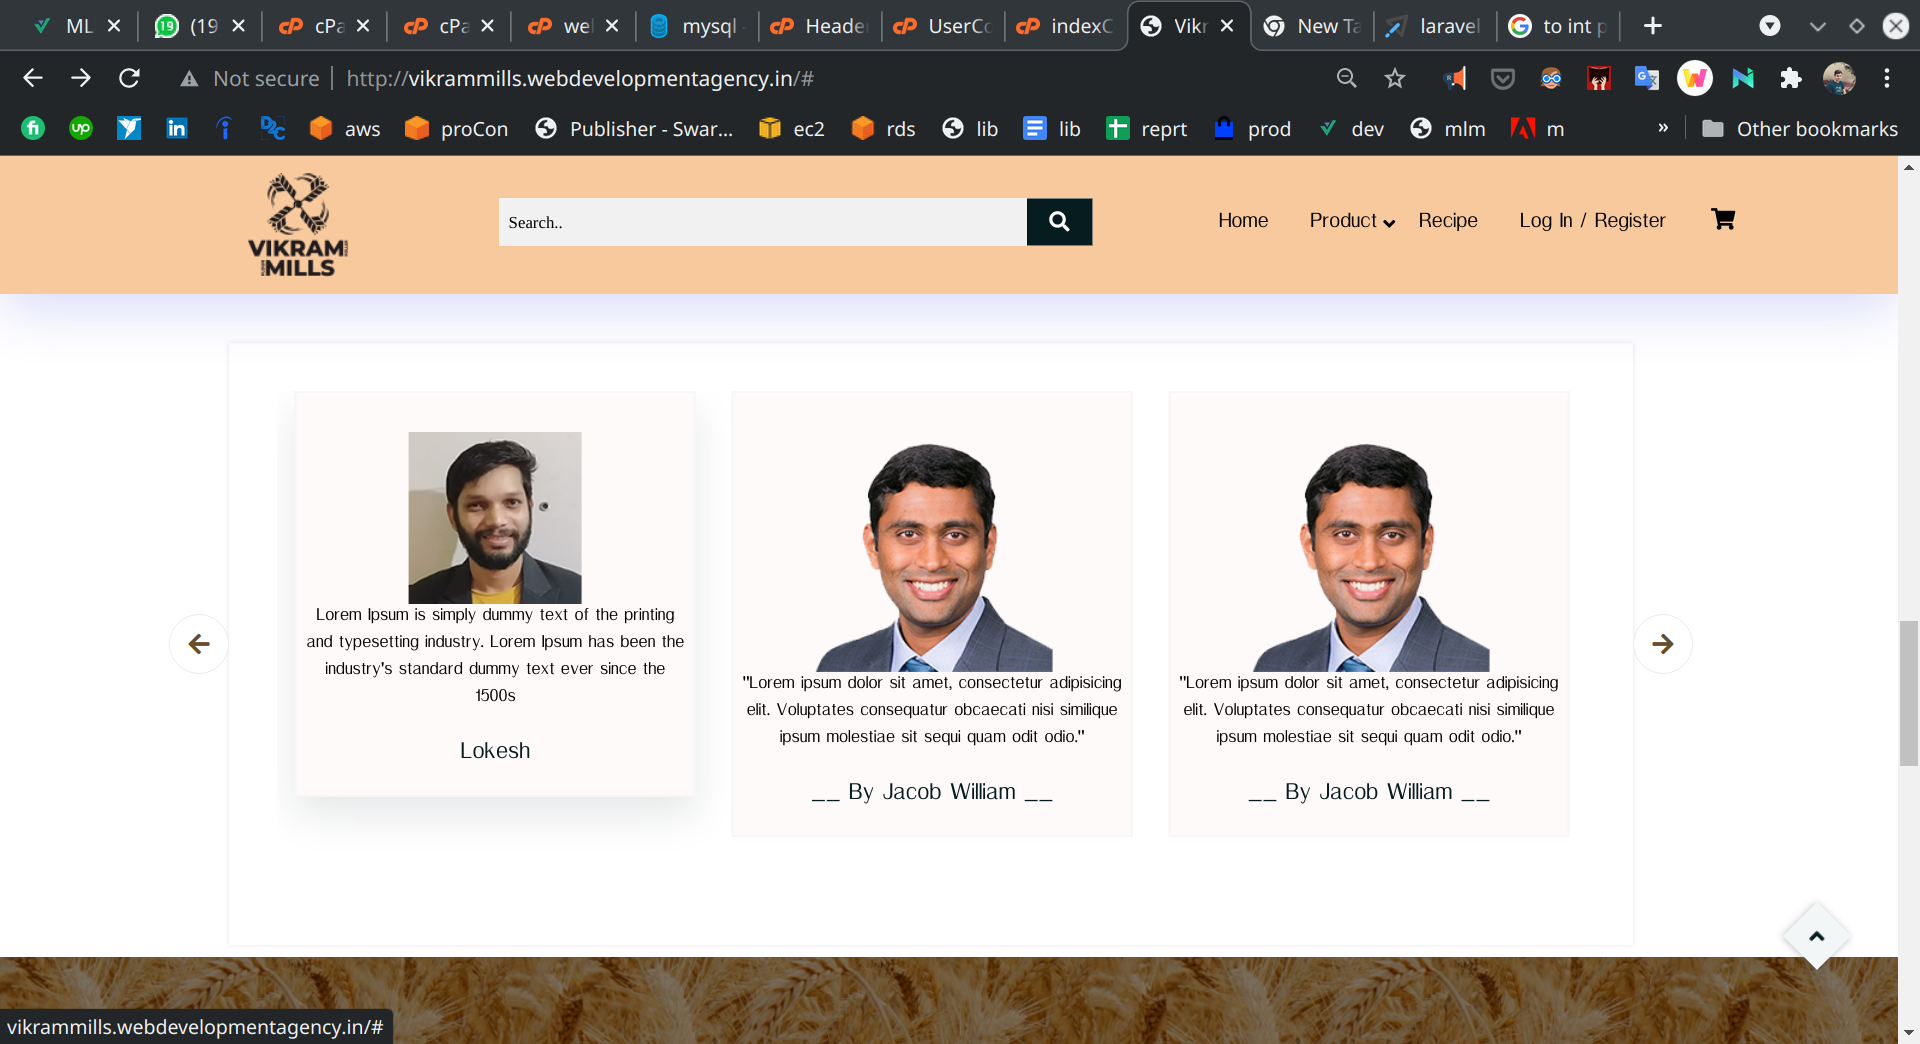 ML
(19
cPa
cPa
we
mysql -
Heade
UserCo
indexC
Vikr
New Ta
laravel
to int p
Not secure
http://vikrammills.webdevelopmentagency.in/#
aws
proCon
Publisher - Swar...
ec2
rds
lib
lib
reprt
prod
dev
mlm
m
»
Other bookmarks
VIKRAM
MILLS
Search..
Home
Product
Recipe
Log In / Register
Lorem Ipsum is simply dummy text of the printing
and typesetting industry. Lorem Ipsum has been the
industry's standard dummy text ever since the
1500s
Lokesh
"Lorem ipsum dolor sit amet, consectetur adipisicing
elit. Voluptates consequatur obcaecati nisi similique
ipsum molestiae sit sequi quam odit odio."
__ By Jacob William __
"Lorem ipsum dolor sit amet, consectetur adipisicing
elit. Voluptates consequatur obcaecati nisi similique
ipsum molestiae sit sequi quam odit odio."
__ By Jacob William __
vikrammills.webdevelopmentagency.in/#